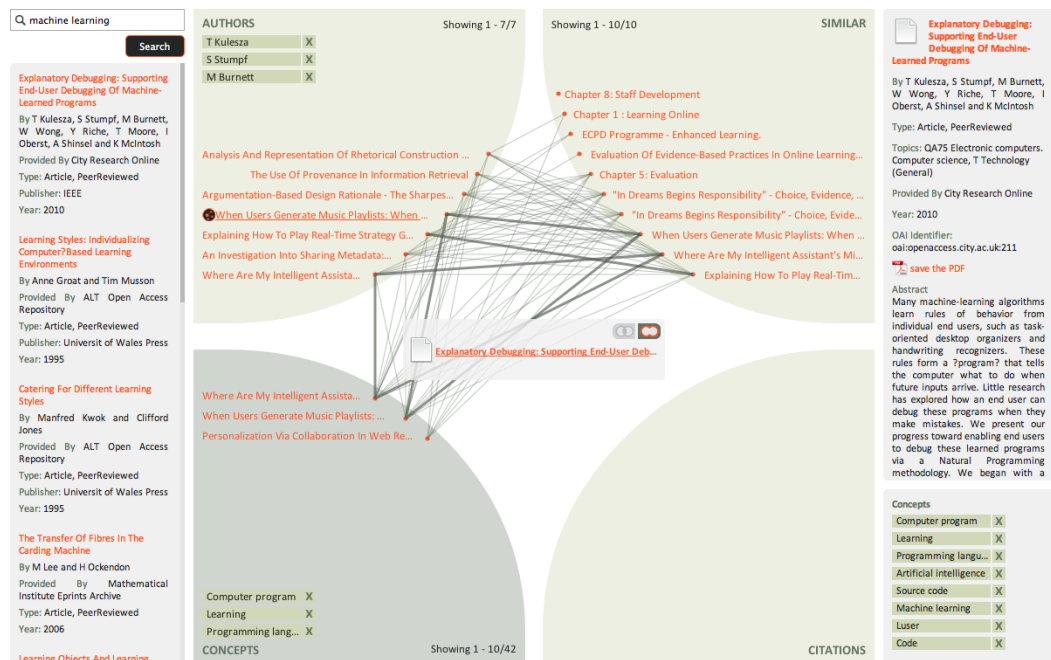 machine learning
Search
Explanatory Debugging: Supporting
End-User Debugging Of Machine-
Learned Programs
By T Kulesza, S Stumpf, M Burnett,
W Wong, Y Riche, T Moore, I
Oberst, A Shinsel and K McIntosh
Provided By City Research Online
Type: Article, PeerReviewed
Publisher: IEEE
Year: 2010
Learning Styles: Individualizing
Computer?Based Learning
Environments
By Anne Groat and Tim Musson
Provided By ALT Open Access
Repository
Type: Article, PeerReviewed
Publisher: Universit of Wales Press
Year: 1995
Catering For Different Learning
Styles
By Manfred Kwok and Clifford
Jones
Provided By ALT Open Access
Repository
Type: Article, PeerReviewed
Publisher: Universit of Wales Press
Year: 1995
The Transfer Of Fibres In The
Carding Machine
By M Lee and H Ockendon
Provided By Mathematical
Institute Eprints Archive
Type: Article, PeerReviewed
Year: 2006
Learning Objects And Learning
AUTHORS
Showing 1 - 7/7
T Kulesza X
S Stumpf X
M Burnett X
Analysis And Representation Of Rhetorical Construction ...
The Use Of Provenance In Information Retrieval
Argumentation-Based Design Rationale - The Sharpes...
When Users Generate Music Playlists: When ...
Explaining How To Play Real-Time Strategy G...
An Investigation Into Sharing Metadata:...
Where Are My Intelligent Assista...
Showing 1 - 10/10
SIMILAR
Chapter 8: Staff Development
Chapter 1 : Learning Online
ECPD Programme - Enhanced Learning.
Evaluation Of Evidence-Based Practices In Online Learning...
Chapter 5: Evaluation
"In Dreams Begins Responsibility" - Choice, Evidence, ...
"In Dreams Begins Responsibility" - Choice, Evide...
When Users Generate Music Playlists: When ...
Where Are My Intelligent Assistant's Mi...
Explaining How To Play Real-Tim...
Explanatory Debugging: Supporting End-User Deb...
Where Are My Intelligent Assista...
When Users Generate Music Playlists: ...
Personalization Via Collaboration In Web Re...
Computer program X
Learning X
Programming lang... X
CONCEPTS
Showing 1 - 10/42
CITATIONS
Explanatory Debugging:
Supporting End-User
Debugging Of Machine-
Learned Programs
By T Kulesza, S Stumpf, M Burnett,
W Wong, Y Riche, T Moore, I
Oberst, A Shinsel and K McIntosh
Type: Article, PeerReviewed
Topics: QA75 Electronic computers.
Computer science, T Technology
(General)
Provided By City Research Online
Year: 2010
OAI Identifier:
oai:openaccess.city.ac.uk:211
save the PDF
Abstract
Many machine-learning algorithms
learn rules of behavior from
individual end users, such as task-
oriented desktop organizers and
handwriting recognizers. These
rules form a ?program? that tells
the computer what to do when
future inputs arrive. Little research
has explored how an end user can
debug these programs when they
make mistakes. We present our
progress toward enabling end users
to debug these learned programs
via a Natural Programming
methodology. We began with a
Concepts
Computer program X
Learning X
Programming langu... X
Artificial intelligence X
Source code X
Machine learning X
Luser X
Code X